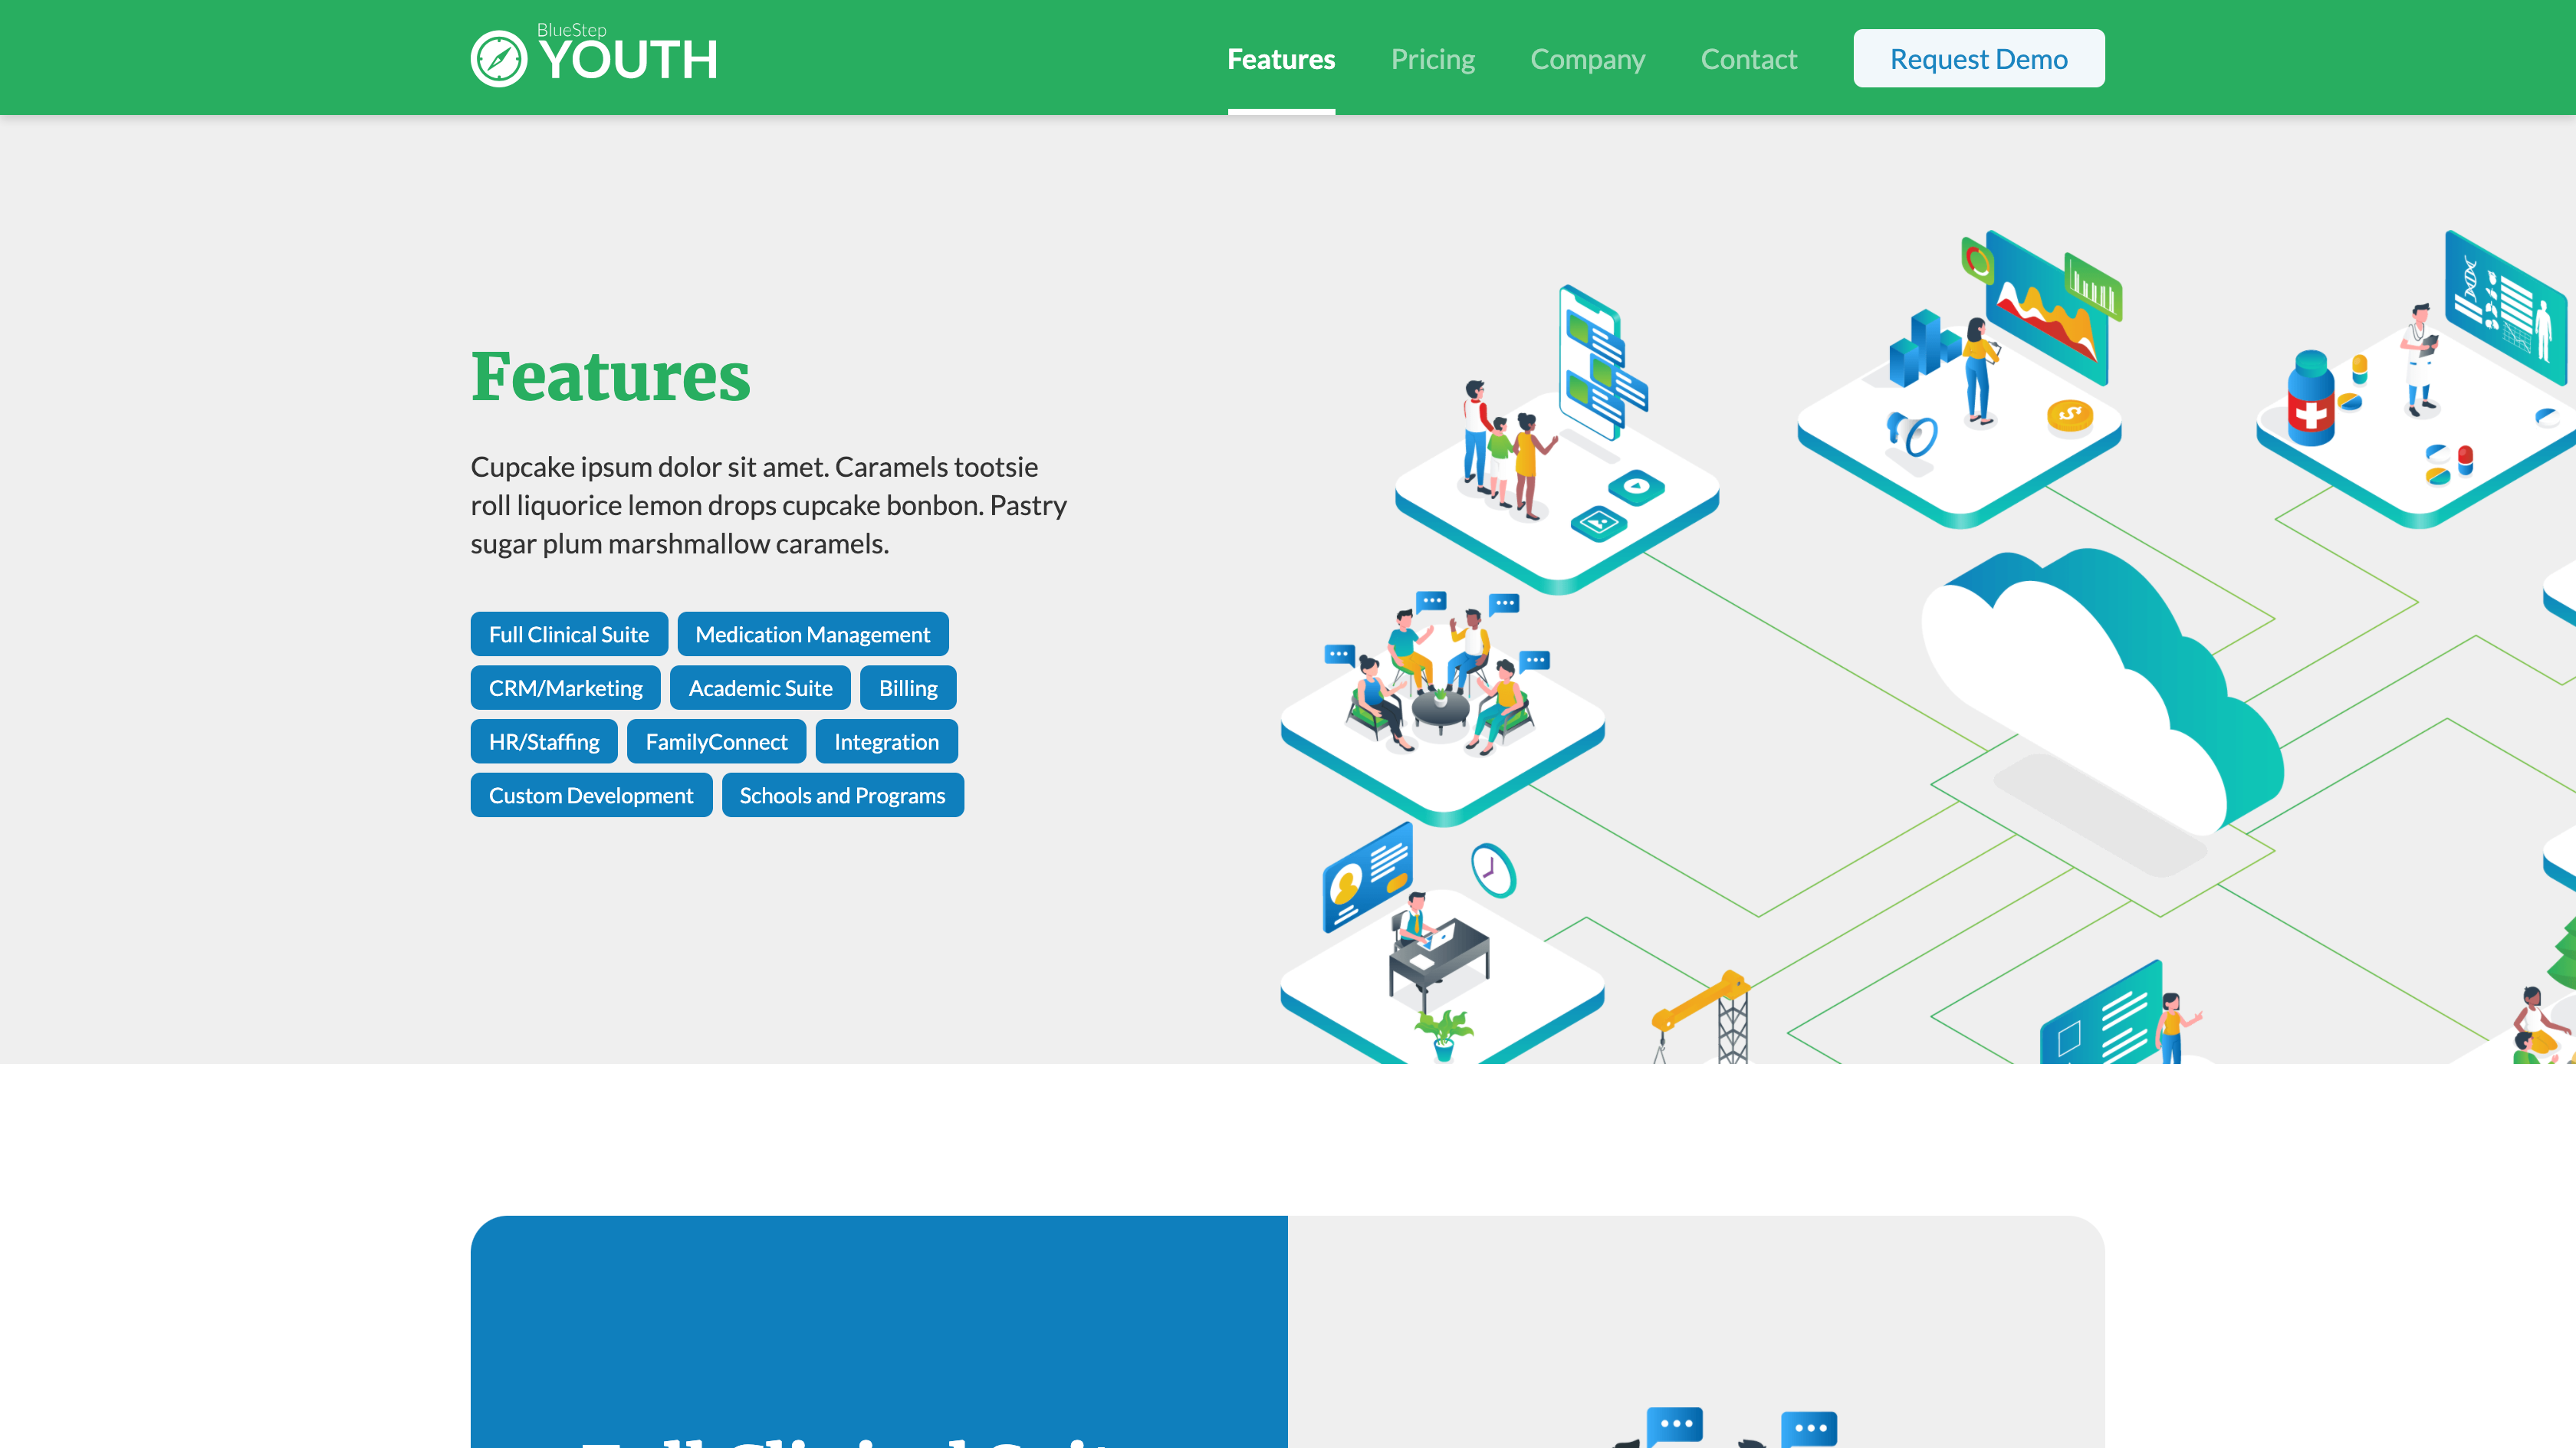 BlueStep
YOUTH
Features
Pricing
Company
Contact
Request Demo
Features
Cupcake ipsum dolor sit amet. Caramels tootsie
roll liquorice lemon drops cupcake bonbon. Pastry
sugar plum marshmallow caramels.
Full Clinical Suite
Medication Management
CRM/Marketing
Academic Suite
Billing
HR/Staffing
FamilyConnect
Integration
Custom Development
Schools and Programs